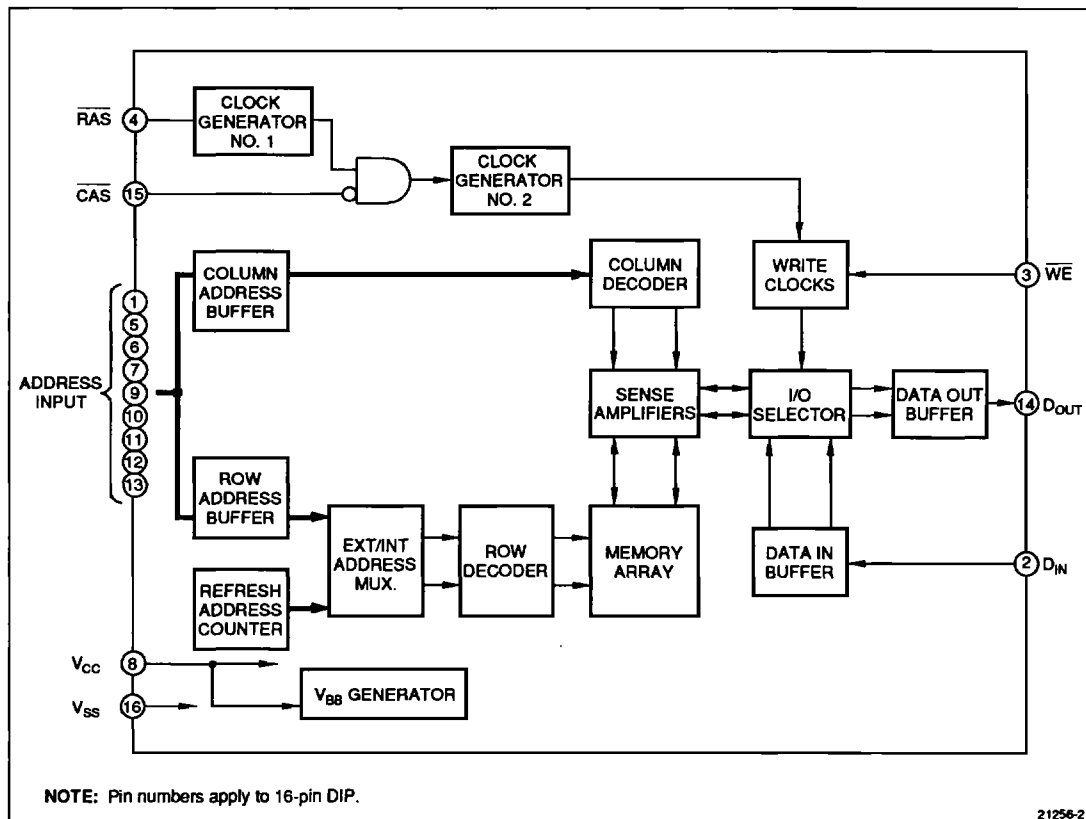 RAS
4
CLOCK
GENERATOR
NO. 1
CAS
15
CLOCK
GENERATOR
NO. 2
COLUMN
ADDRESS
BUFFER
COLUMN
DECODER
WRITE
CLOCKS
3
WE
ADDRESS
INPUT
1
5
6
7
9
10
11
12
13
SENSE
AMPLIFIERS
I/O
SELECTOR
DATA OUT
BUFFER
14
DOUT
ROW
ADDRESS
BUFFER
EXT/INT
ADDRESS
MUX.
ROW
DECODER
MEMORY
ARRAY
DATA IN
BUFFER
2
DIN
REFRESH
ADDRESS
COUNTER
VCC
8
VBB GENERATOR
VSS
16
NOTE: Pin numbers apply to 16-pin DIP.
21256-2